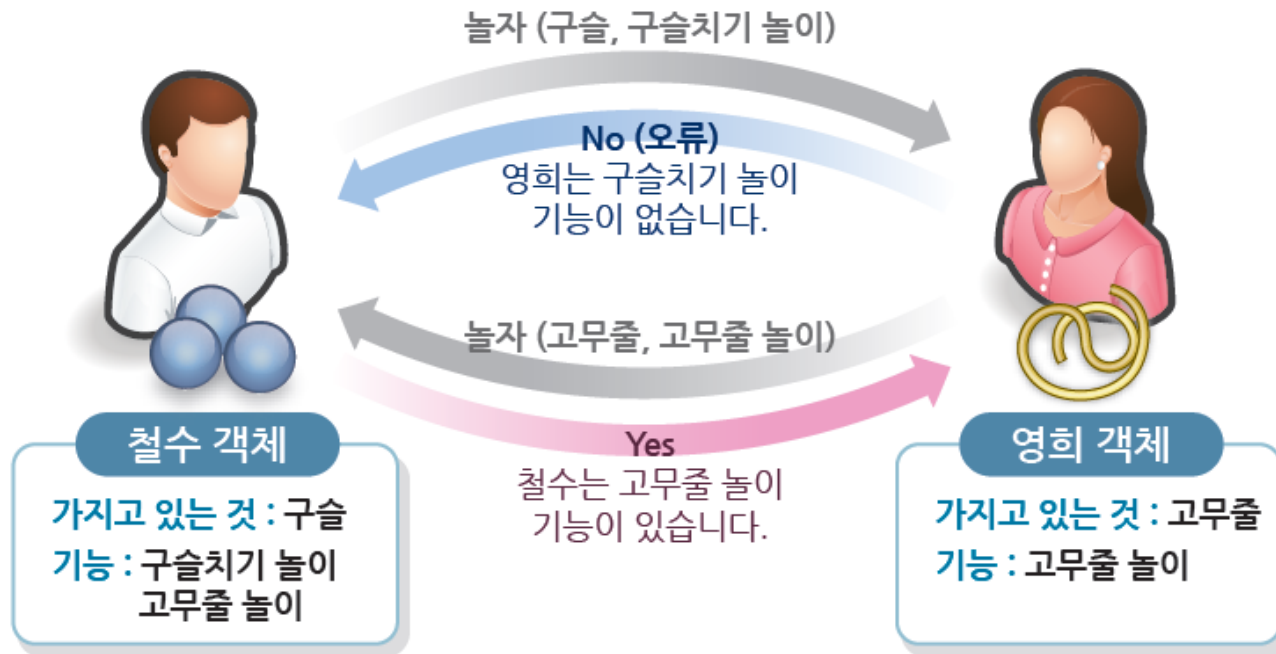 놀자 (구슬, 구슬치기 놀이)
No (오류)
영희는 구슬치기 놀이
기능이 없습니다.
놀자 (고무줄, 고무줄 놀이)
Yes
철수는 고무줄 놀이
기능이 있습니다.
철수 객체
가지고 있는 것 : 구슬
기능 : 구슬치기 놀이
고무줄 놀이
영희 객체
가지고 있는 것 : 고무줄
기능 : 고무줄 놀이